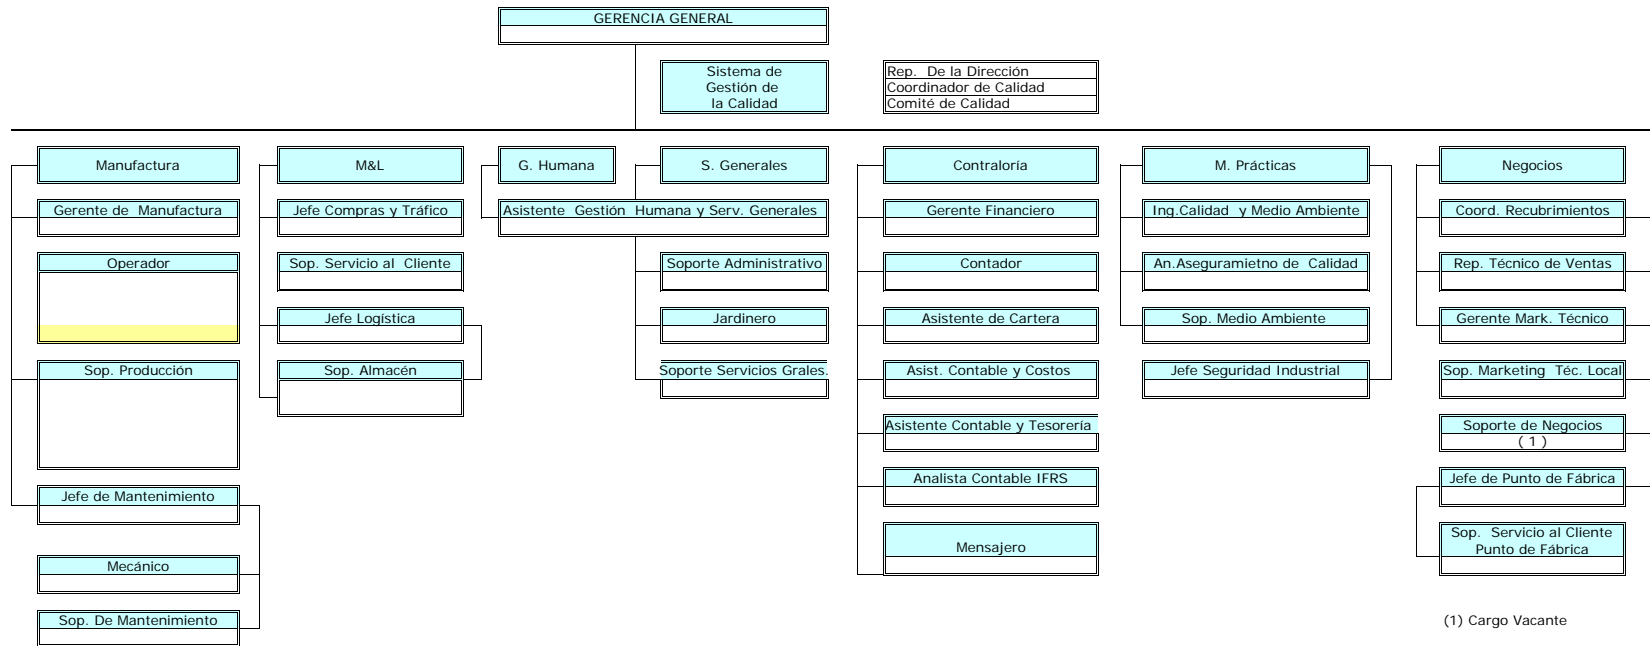 GERENCIA GENERAL
Sistema de
Gestión de
la Calidad
Rep. De la Dirección
Coordinador de Calidad
Comité de Calidad
Manufactura
Gerente de Manufactura
Operador
Sop. Producción
Jefe de Mantenimiento
Mecánico
Sop. De Mantenimiento
M&L
Jefe Compras y Tráfico
Sop. Servicio al Cliente
Jefe Logística
Sop. Almacén
G. Humana
S. Generales
Asistente Gestión Humana y Serv. Generales
Soporte Administrativo
Jardinero
Soporte Servicios Grales.
Contraloría
Gerente Financiero
Contador
Asistente de Cartera
Asist. Contable y Costos
Asistente Contable y Tesorería
Analista Contable IFRS
Mensajero
M. Prácticas
Ing.Calidad y Medio Ambiente
An.Aseguramietno de Calidad
Sop. Medio Ambiente
Jefe Seguridad Industrial
Negocios
Coord. Recubrimientos
Rep. Técnico de Ventas
Gerente Mark. Técnico
Sop. Marketing Téc. Local
Soporte de Negocios
( 1 )
Jefe de Punto de Fábrica
Sop. Servicio al Cliente
Punto de Fábrica
(1) Cargo Vacante